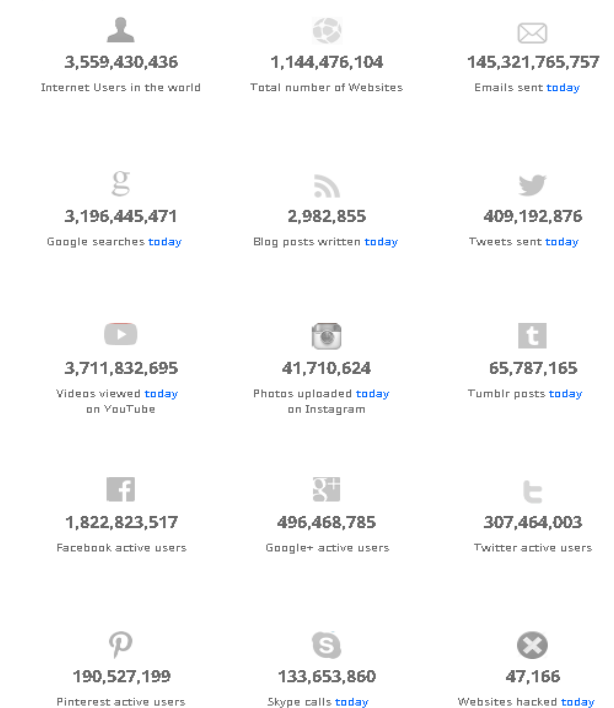 3,559,430,436
Internet Users in the world
1,144,476,104
Total number of Websites
145,321,765,757
Emails sent today
3,196,445,471
Google searches today
2,982,855
Blog posts written today
409,192,876
Tweets sent today
3,711,832,695
Videos viewed today
on YouTube
41,710,624
Photos uploaded today
on Instagram
65,787,165
Tumblr posts today
1,822,823,517
Facebook active users
496,468,785
Google+ active users
307,464,003
Twitter active users
190,527,199
Pinterest active users
133,653,860
Skype calls today
47,166
Websites hacked today